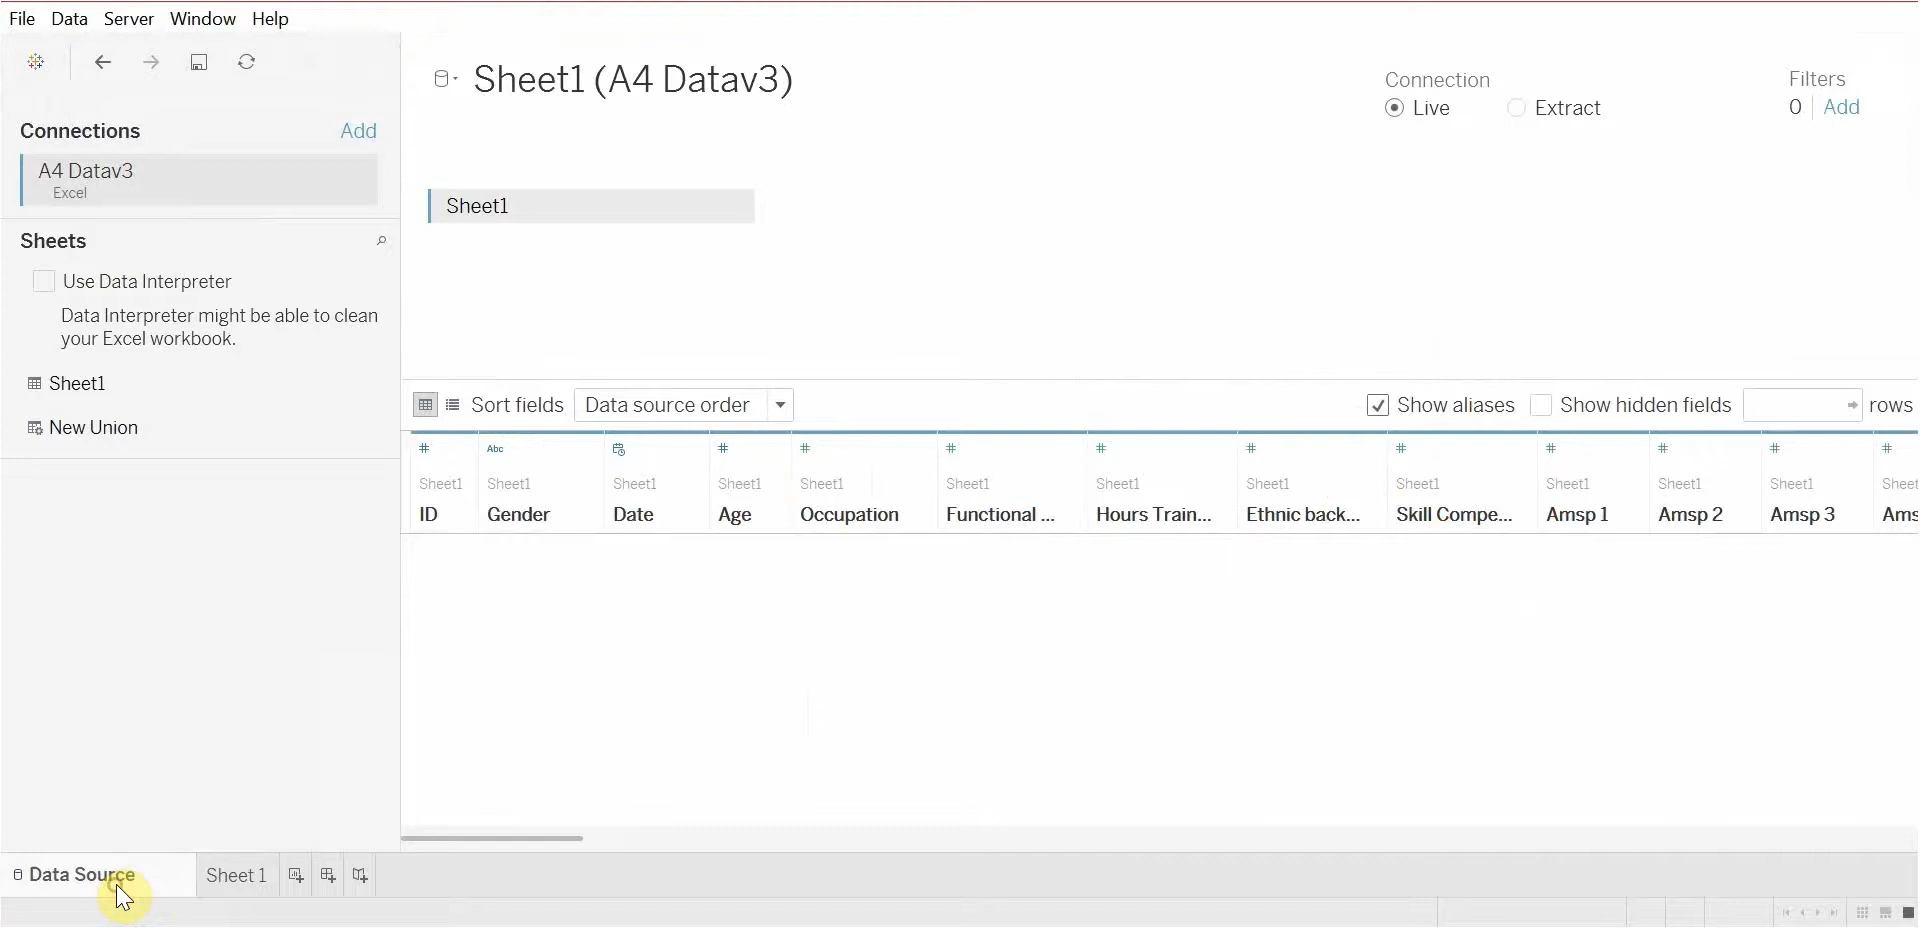 File Data Server Window Help
Connections Add
A4 Datav3
Excel
Sheets
Use Data Interpreter
Data Interpreter might be able to clean
your Excel workbook.
Sheet1
New Union
Sheet1 (A4 Datav3)
Connection
Live Extract
Filters
0 Add
Sheet1
Sort fields Data source order Show aliases Show hidden fields rows
# Abc # # # # # # # # # #
Sheet1 Sheet1 Sheet1 Sheet1 Sheet1 Sheet1 Sheet1 Sheet1 Sheet1 Sheet1 Sheet1 Sheet1 Sheet
ID Gender Date Age Occupation Functional ... Hours Train... Ethnic back... Skill Compe... Amsp 1 Amsp 2 Amsp 3 Ams
Data Source Sheet 1